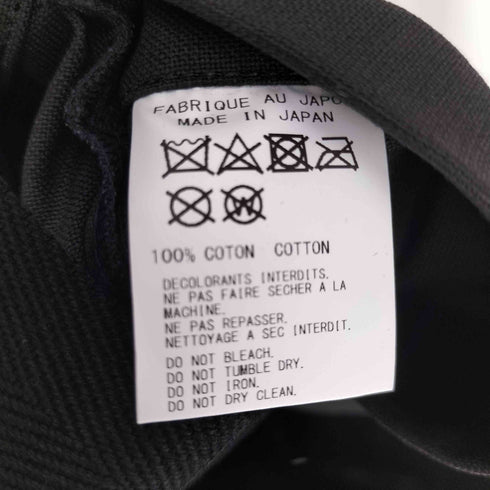 FABRIQUE AU JAPON
MADE IN JAPAN
W
100% COTON COTTON
DECOLORANTS INTERDITS.
NE PAS FAIRE SECHER A LA
MACHINE.
NE PAS REPASSER.
NETTOYAGE A SEC INTERDIT.
DO NOT BLEACH.
DO NOT TUMBLE DRY.
DO NOT IRON.
DO NOT DRY CLEAN.